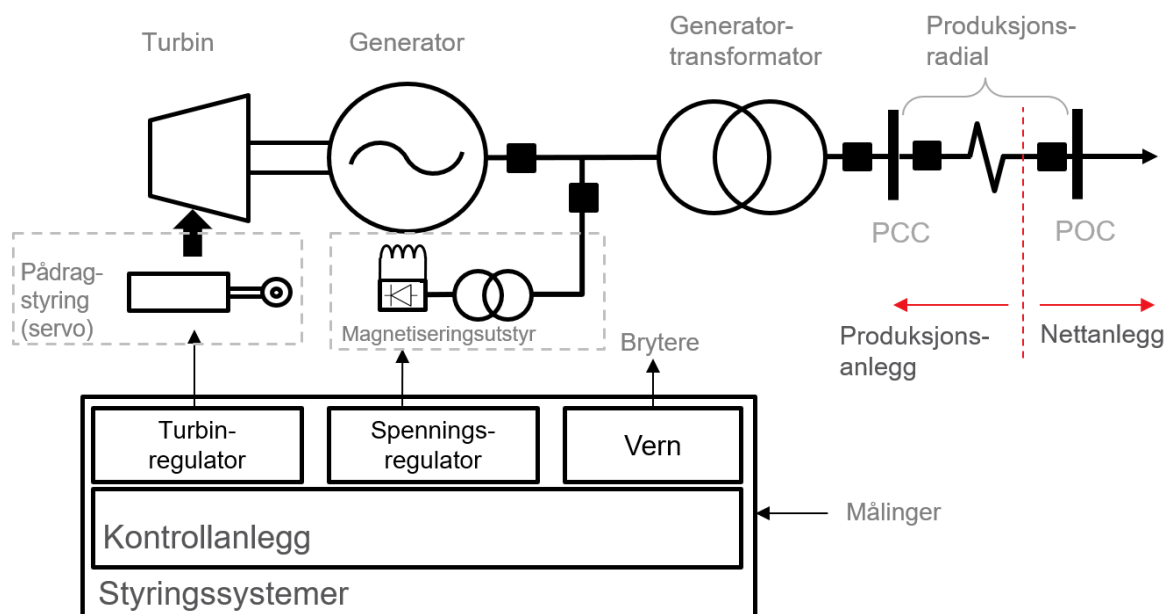 Turbin
Generator
Generator-
transformator
Produksjons-
radial
PCC
POC
Pådrag-
styring
(servo)
Magnetiseringsutstyr
Brytere
Produksjons-
anlegg
Nettanlegg
Turbin-
regulator
Spennings-
regulator
Vern
Kontrollanlegg
Målinger
Styringssystemer